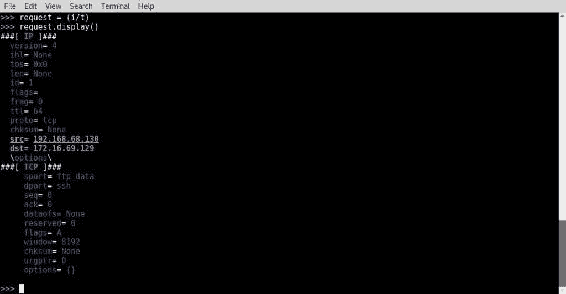 File Edit View Search Terminal Help
>>> request = (i/t)
>>> request.display()
###[ IP ]###
version= 4
ihl= None
tos= 0x0
len= None
id= 1
flags=
frag= 0
ttl= 64
proto= tcp
chksum= None
src= 192.168.68.130
dst= 172.16.69.129
\options\
###[ TCP ]###
sport= ftp_data
dport= ssh
seq= 0
ack= 0
dataofs= None
reserved= 0
flags= A
window= 8192
chksum= None
urgptr= 0
options= {}
>>>